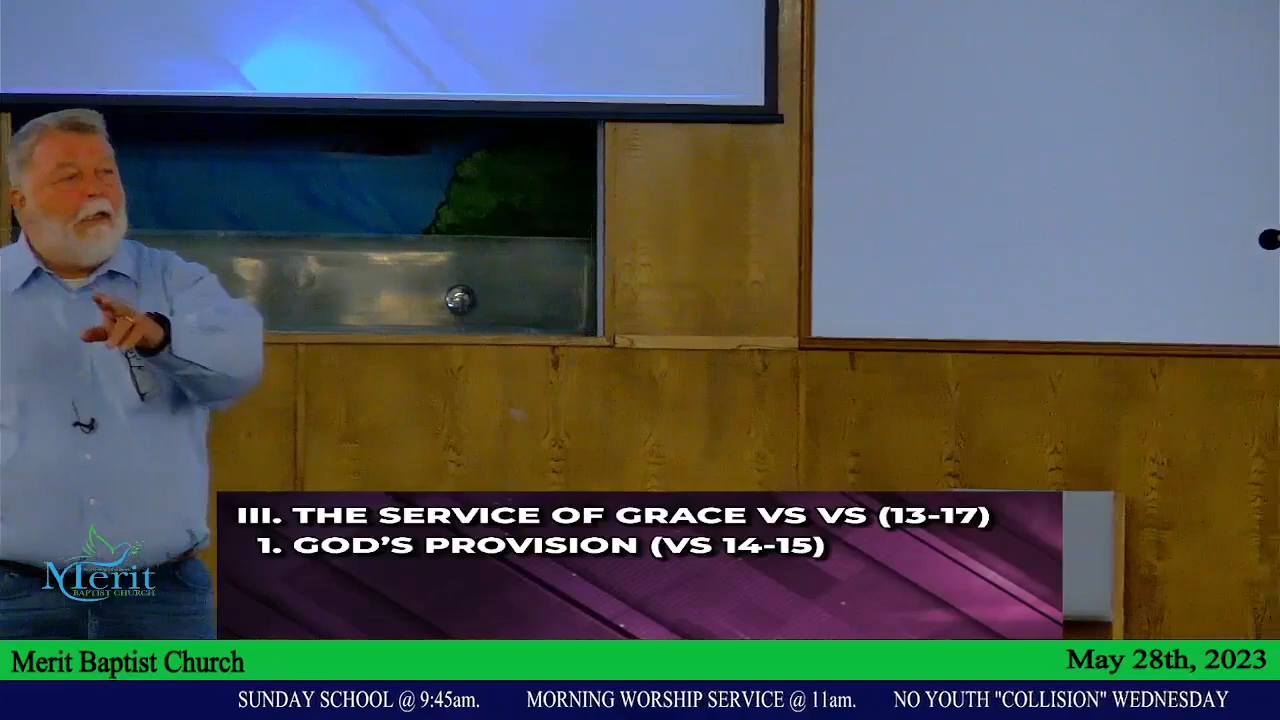 III. THE SERVICE OF GRACE VS VS (13-17)
1. GOD'S PROVISION (VS 14-15)
Merit
BAPTIST CHURCH
Merit Baptist Church
May 28th, 2023
SUNDAY SCHOOL @ 9:45am. MORNING WORSHIP SERVICE @ 11am. NO YOUTH "COLLISION" WEDNESDAY